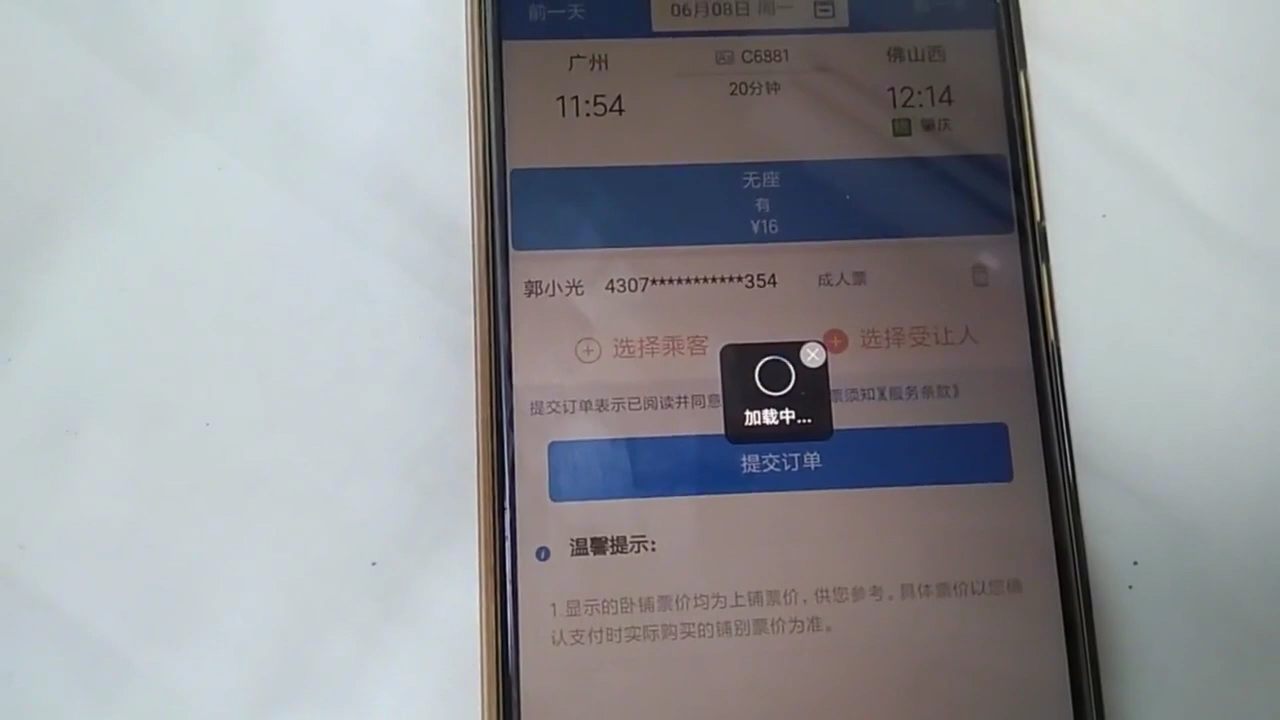 前一天 06月08日 周一
广州 C6881 佛山西
11:54 20分钟 12:14
肇庆
无座
有
¥16
郭小光 4307***********354 成人票
选择乘客 选择受让人
加载中...
提交订单表示已阅读并同意 票须知》《服务条款》
提交订单
温馨提示:
1.显示的卧铺票价均为上铺票价，供您参考。具体票价以您确
认支付时实际购买的铺别票价为准。